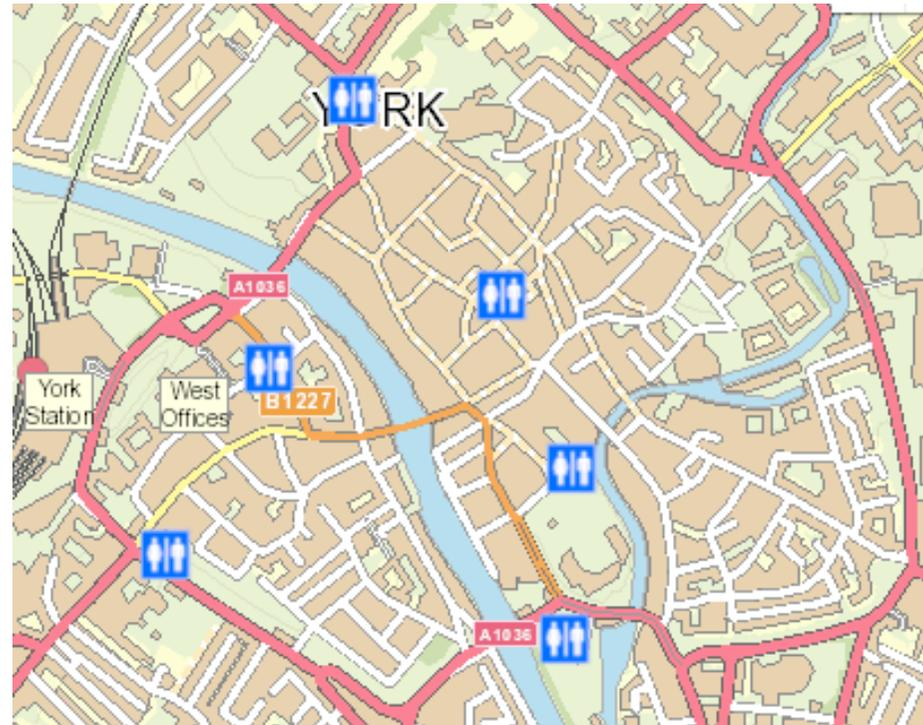 YORK
A1036
York
Station
West
Offices
B1227
A1036